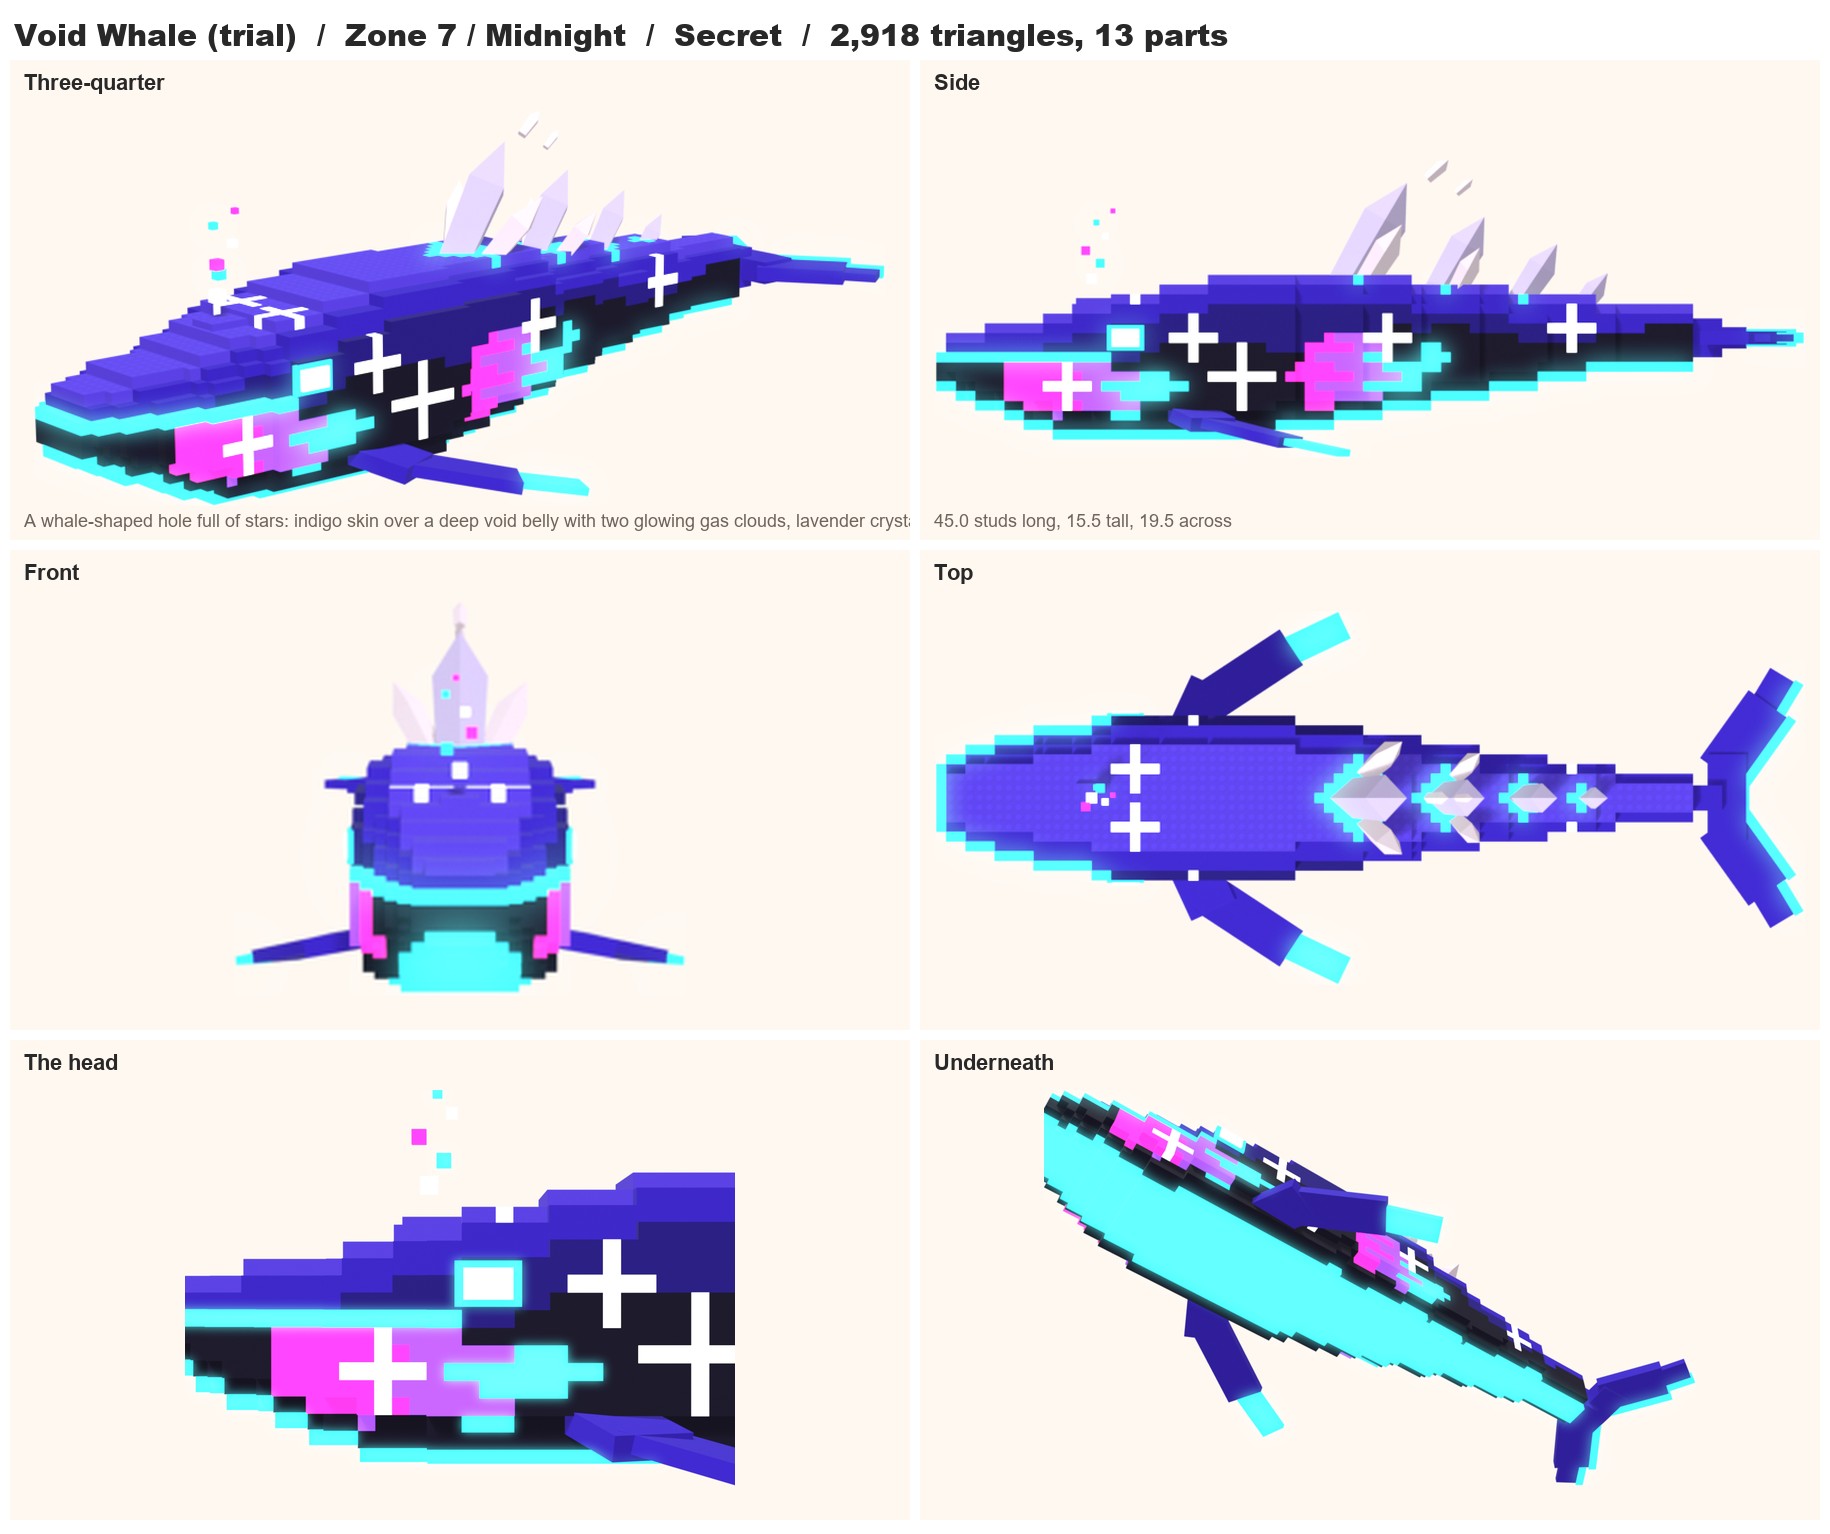 Void Whale (trial) / Zone 7 / Midnight / Secret / 2,918 triangles, 13 parts
Three-quarter
Side
A whale-shaped hole full of stars: indigo skin over a deep void belly with two glowing gas clouds, lavender cryst
45.0 studs long, 15.5 tall, 19.5 across
Front
Top
The head
Underneath